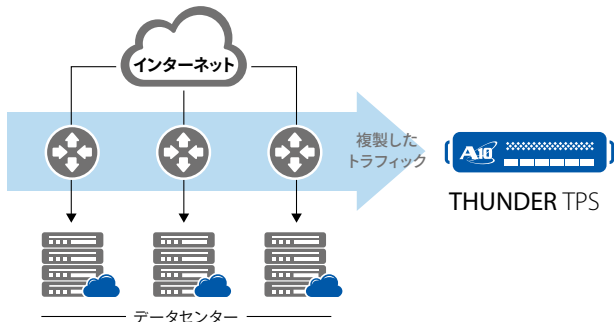 インターネット
複製した
トラフィック
A10
THUNDER TPS
データセンター